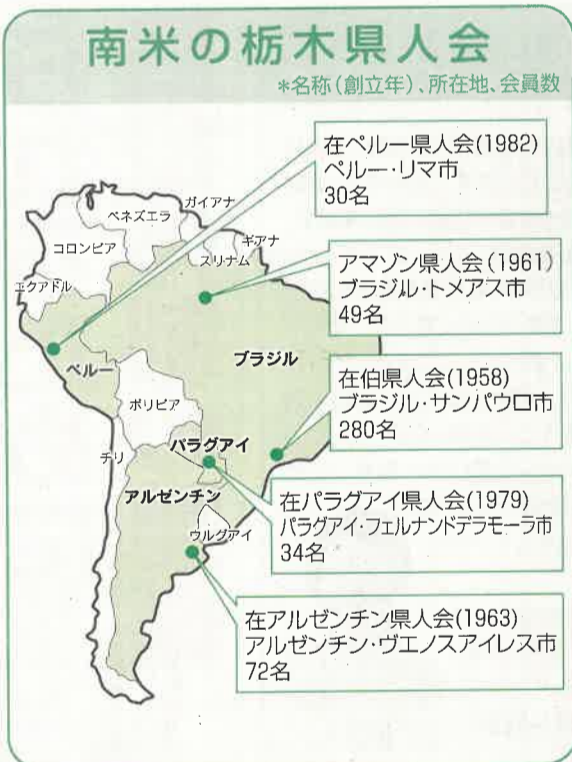 南米の栃木県人会
*名称(創立年)、所在地、会員数
在ペルー県人会(1982)
ペルー・リマ市
30名
アマゾン県人会(1961)
ブラジル・トメアス市
49名
在伯県人会(1958)
ブラジル・サンパウロ市
280名
在パラグアイ県人会(1979)
パラグアイ・フェルナンドデラモーラ市
34名
在アルゼンチン県人会(1963)
アルゼンチン・ヴエノスアイレス市
72名
ベネズエラ
ガイアナ
コロンビア
ギアナ
スリナム
エクアドル
ペルー
ブラジル
ボリビア
パラグアイ
チリ
アルゼンチン
ウルグアイ